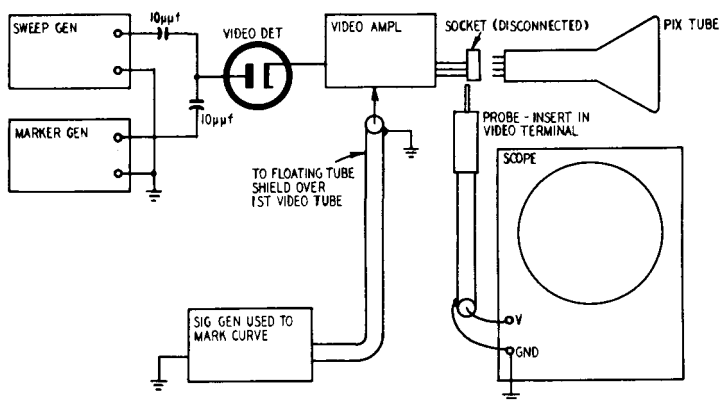 SWEEP GEN
10µµf
VIDEO DET
VIDEO AMPL
SOCKET (DISCONNECTED)
PIX TUBE
10µµf
MARKER GEN
PROBE - INSERT IN
VIDEO TERMINAL
TO FLOATING TUBE
SHIELD OVER
1ST VIDEO TUBE
SCOPE
SIG GEN USED TO
MARK CURVE
V
GND